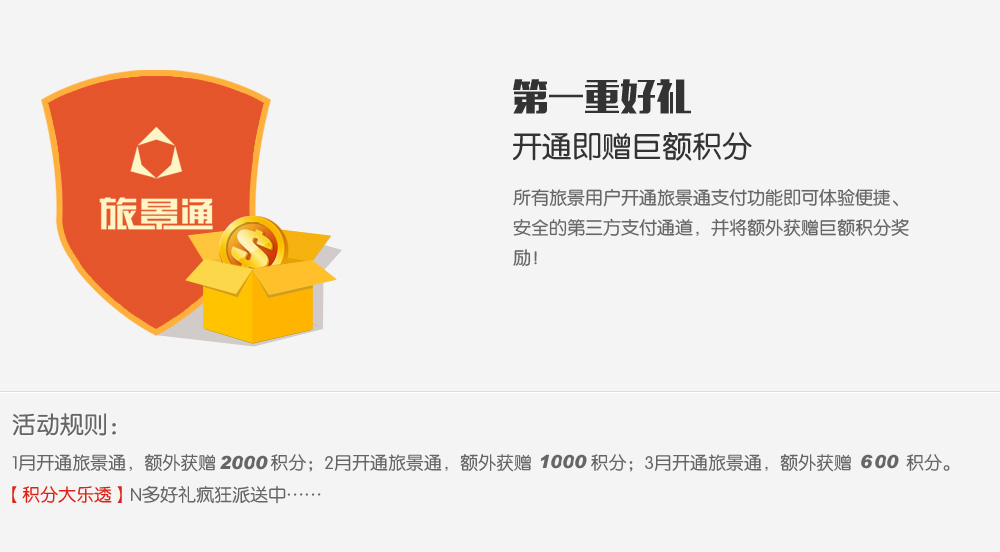 旅景通
第一重好礼
开通即赠巨额积分
所有旅景用户开通旅景通支付功能即可体验便捷、
安全的第三方支付通道，并将额外获赠巨额积分奖
励！
活动规则：
1月开通旅景通，额外获赠 2000 积分；2月开通旅景通，额外获赠 1000 积分；3月开通旅景通，额外获赠 600 积分。
【积分大乐透】N多好礼疯狂派送中……